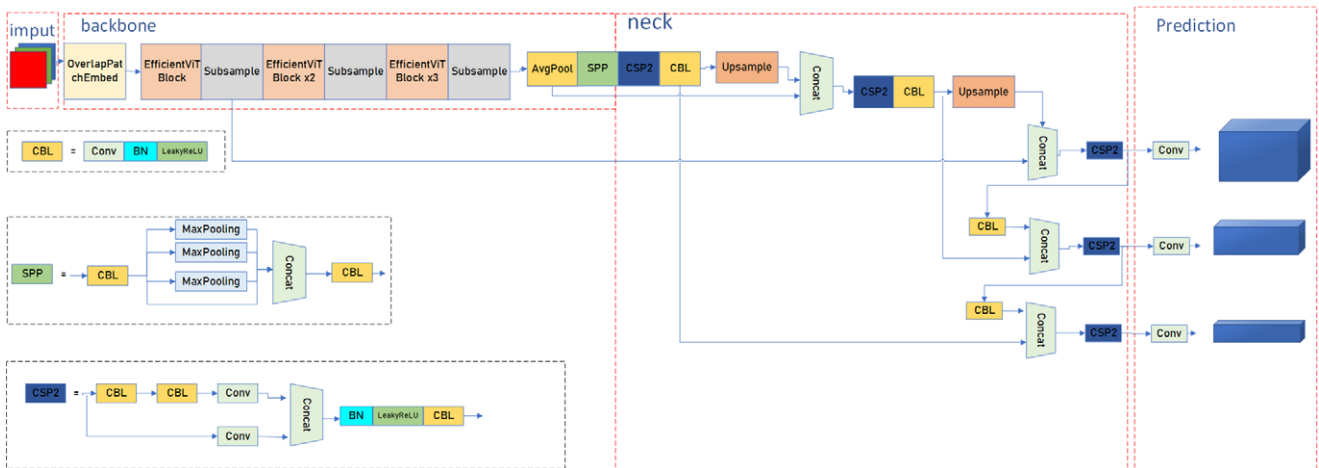 imput
backbone
neck
Prediction
OverlapPat
chEmbed
EfficientViT
Block
Subsample
EfficientViT
Block x2
Subsample
EfficientViT
Block x3
Subsample
AvgPool
SPP
CSP2
CBL
Upsample
Concat
CSP2
CBL
Upsample
Concat
CSP2
Conv
CBL = Conv BN LeakyReLU
CBL
Concat
CSP2
Conv
SPP = CBL
MaxPooling
MaxPooling
MaxPooling
Concat
CBL
CBL
Concat
CSP2
Conv
CSP2 = CBL CBL Conv
Conv
Concat
BN LeakyReLU CBL